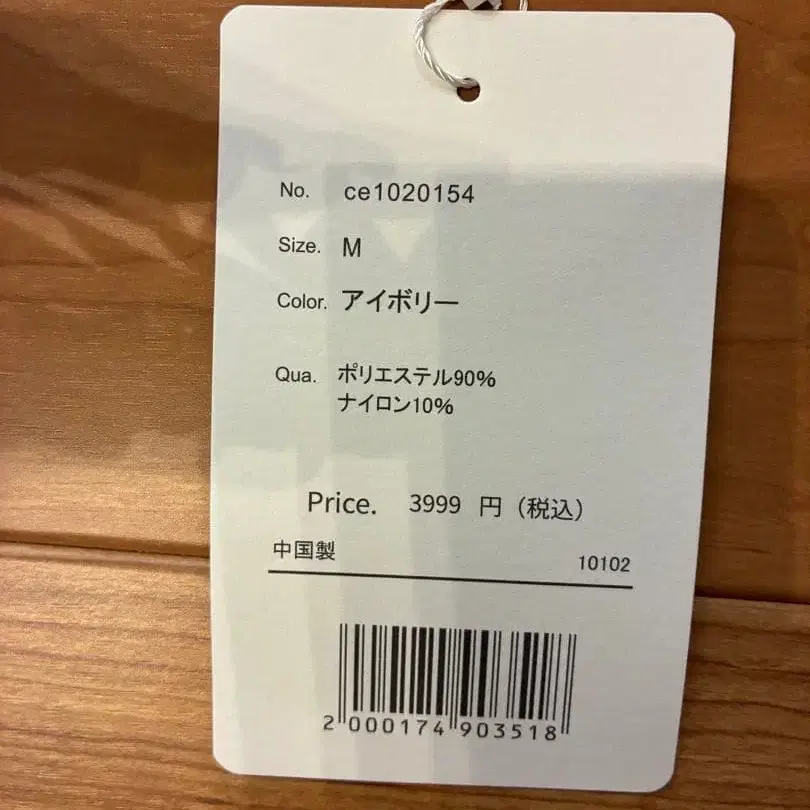 No. ce1020154
Size. M
Color. アイボリー
Qua. ポリエステル90%
ナイロン10%
Price. 3999 円（税込）
中国製 10102
2 000174 903518